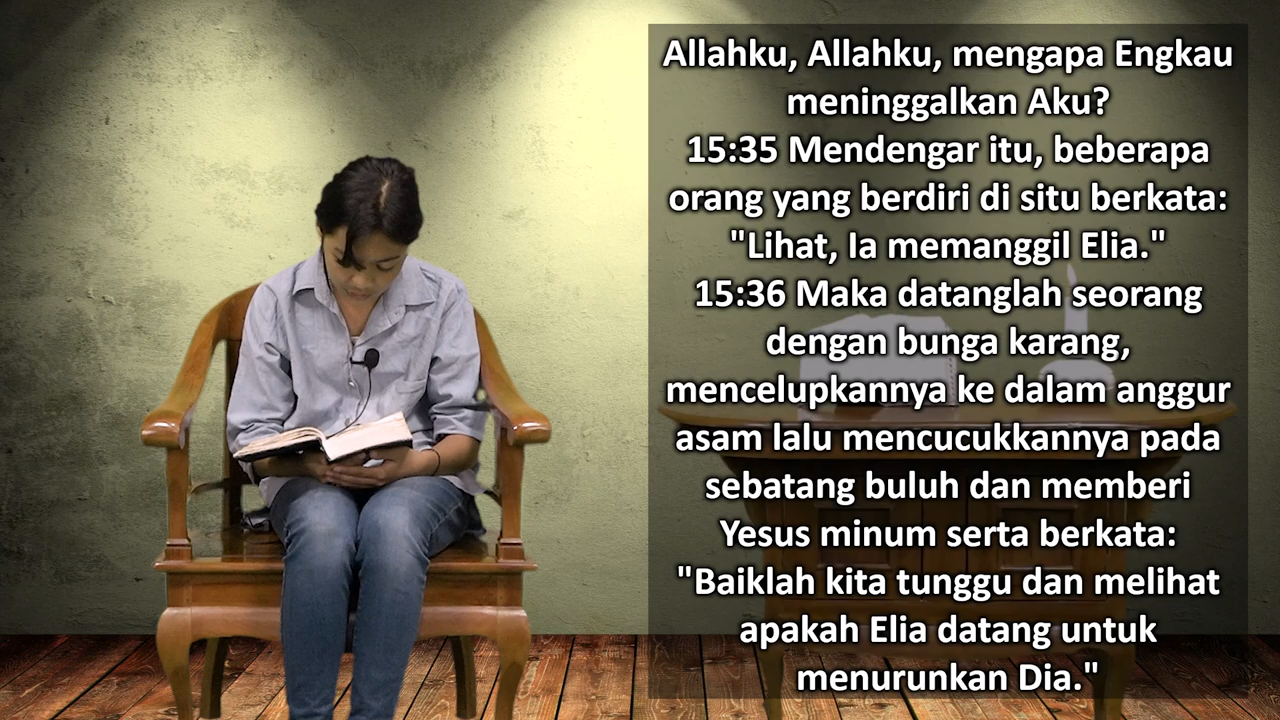 Allahku, Allahku, mengapa Engkau
meninggalkan Aku?
15:35 Mendengar itu, beberapa
orang yang berdiri di situ berkata:
"Lihat, Ia memanggil Elia."
15:36 Maka datanglah seorang
dengan bunga karang,
mencelupkannya ke dalam anggur
asam lalu mencucukkannya pada
sebatang buluh dan memberi
Yesus minum serta berkata:
"Baiklah kita tunggu dan melihat
apakah Elia datang untuk
menurunkan Dia."